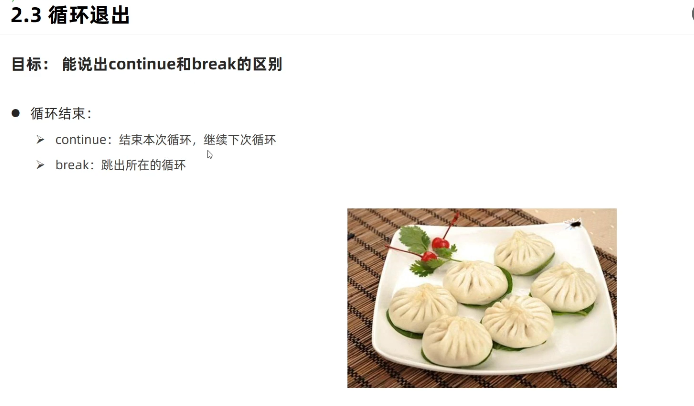 2.3 循环退出
目标： 能说出continue和break的区别
循环结束：
continue：结束本次循环，继续下次循环
break：跳出所在的循环